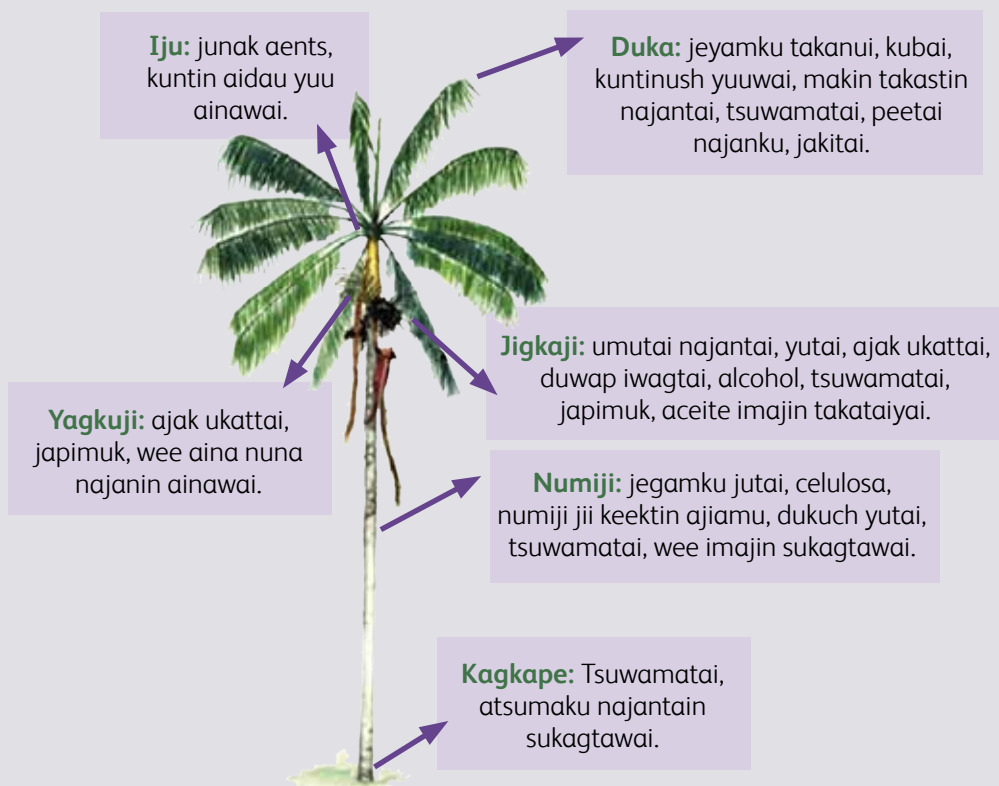 Iju: junak aents,
kuntin aidau yuu
ainawai.
Duka: jeyamku takanui, kubai,
kuntinush yuuwai, makin takastin
najantai, tsuwamatai, peetai
najanku, jakitai.
Jigkaji: umutai najantai, yutai, ajak ukattai,
duwap iwagtai, alcohol, tsuwamatai,
japimuk, aceite imajin takataiyai.
Yagkuji: ajak ukattai,
japimuk, wee aina nuna
najanin ainawai.
Numiji: jegamku jutai, celulosa,
numiji jii keektin ajiamu, dukuch yutai,
tsuwamatai, wee imajin sukagtawai.
Kagkape: Tsuwamatai,
atsumaku najantain
sukagtawai.